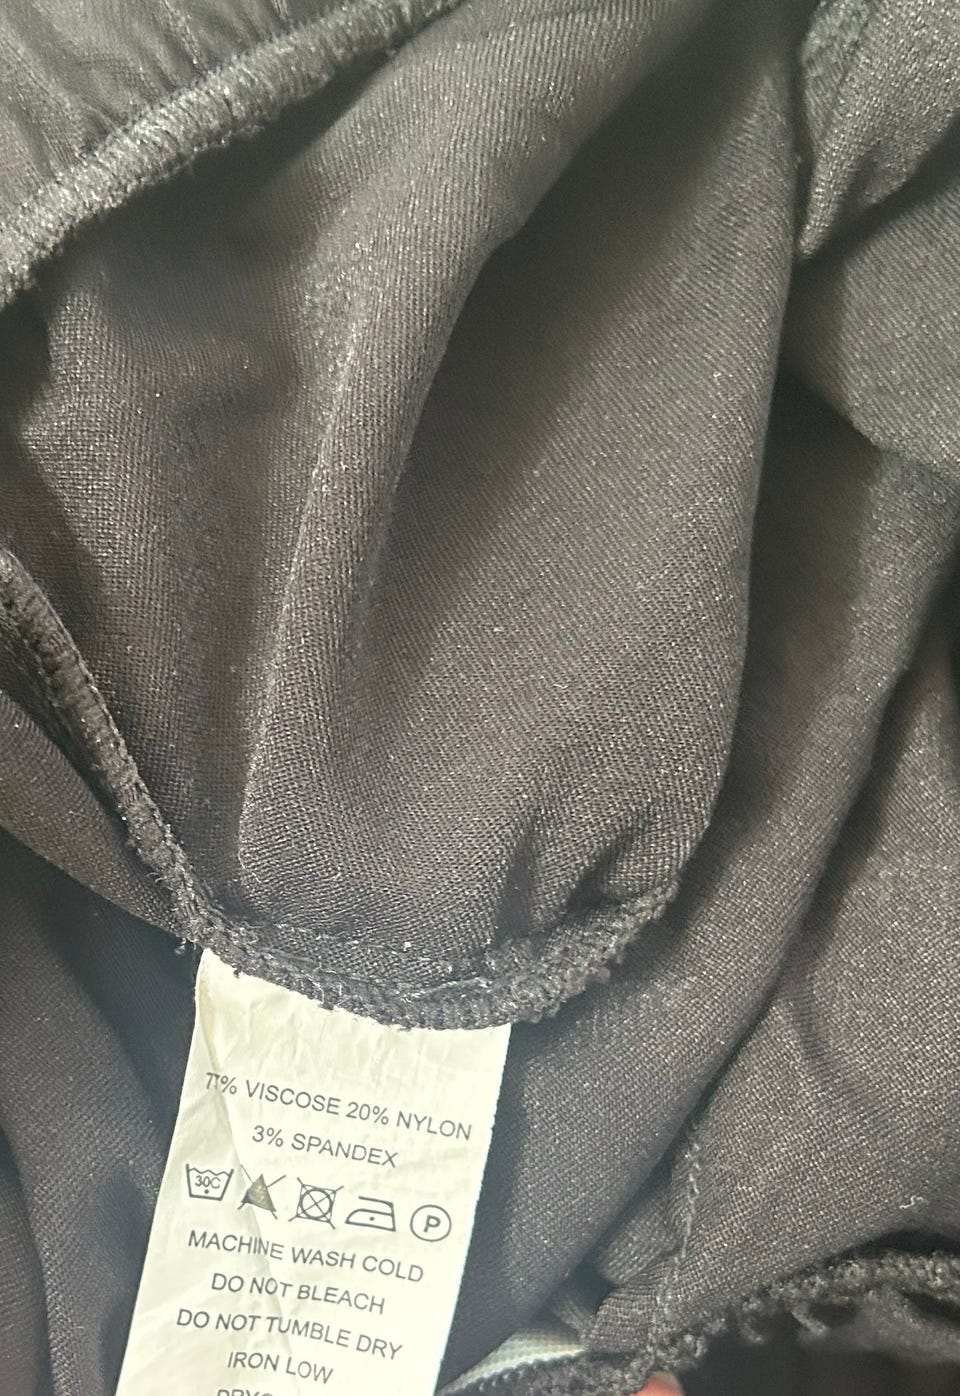 77% VISCOSE 20% NYLON
3% SPANDEX
30C P
MACHINE WASH COLD
DO NOT BLEACH
DO NOT TUMBLE DRY
IRON LOW